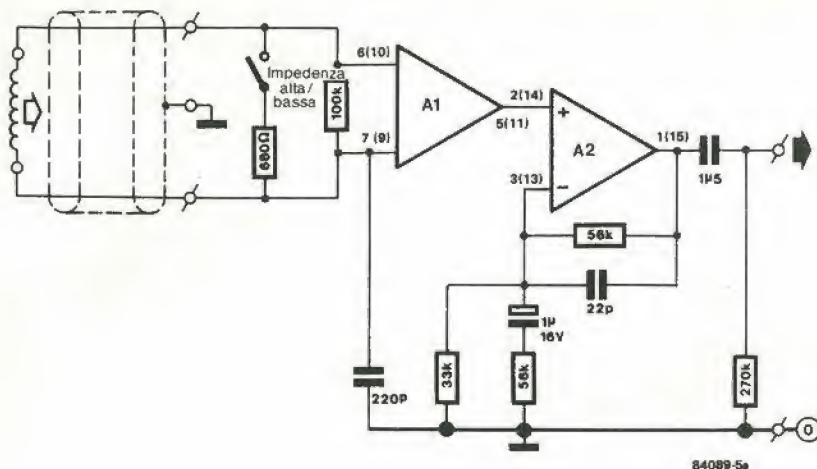 6(10)
Impedenza
alta/
bassa
100k
680Ω
7 (9)
A1
2(14)
5(11)
+
A2
1(15)
3(13)
−
1µ5
56k
22p
1µ
16V
33k
56k
220P
270k
0
84089-5a